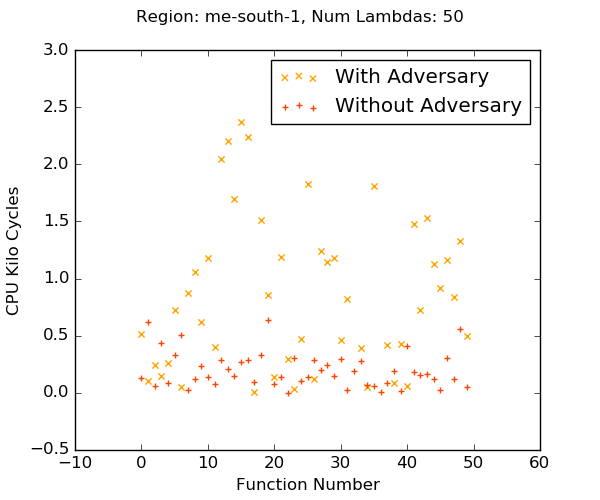 Region: me-south-1, Num Lambdas: 50
3.0
With Adversary
Without Adversary
2.5
2.0
1.5
1.0
0.5
0.0
−0.5
CPU Kilo Cycles
−10 0 10 20 30 40 50 60
Function Number